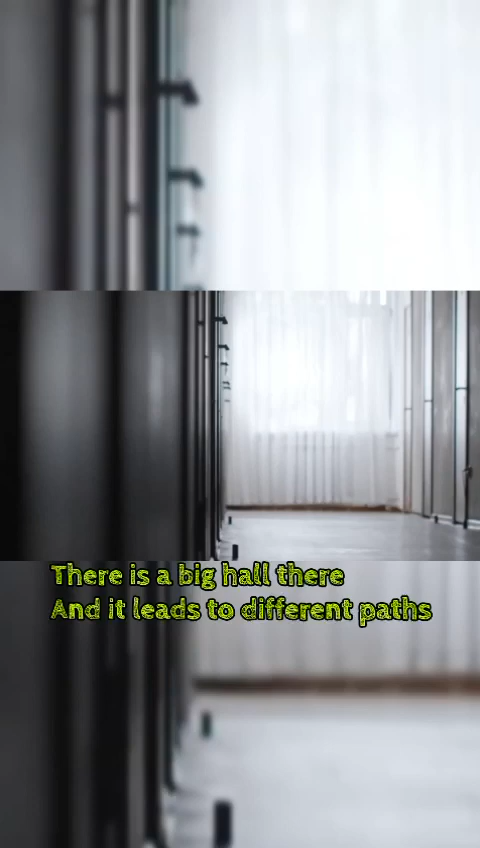 There is a big hall there
And it leads to different paths